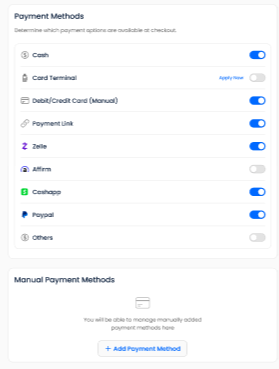 Payment Methods
Determine which payment options are available at checkout.
Cash
Card Terminal Apply Now
Debit/Credit Card (Manual)
Payment Link
Zelle
Affirm
Cashapp
Paypal
Others
Manual Payment Methods
You will be able to manage manually added
payment methods here
+ Add Payment Method